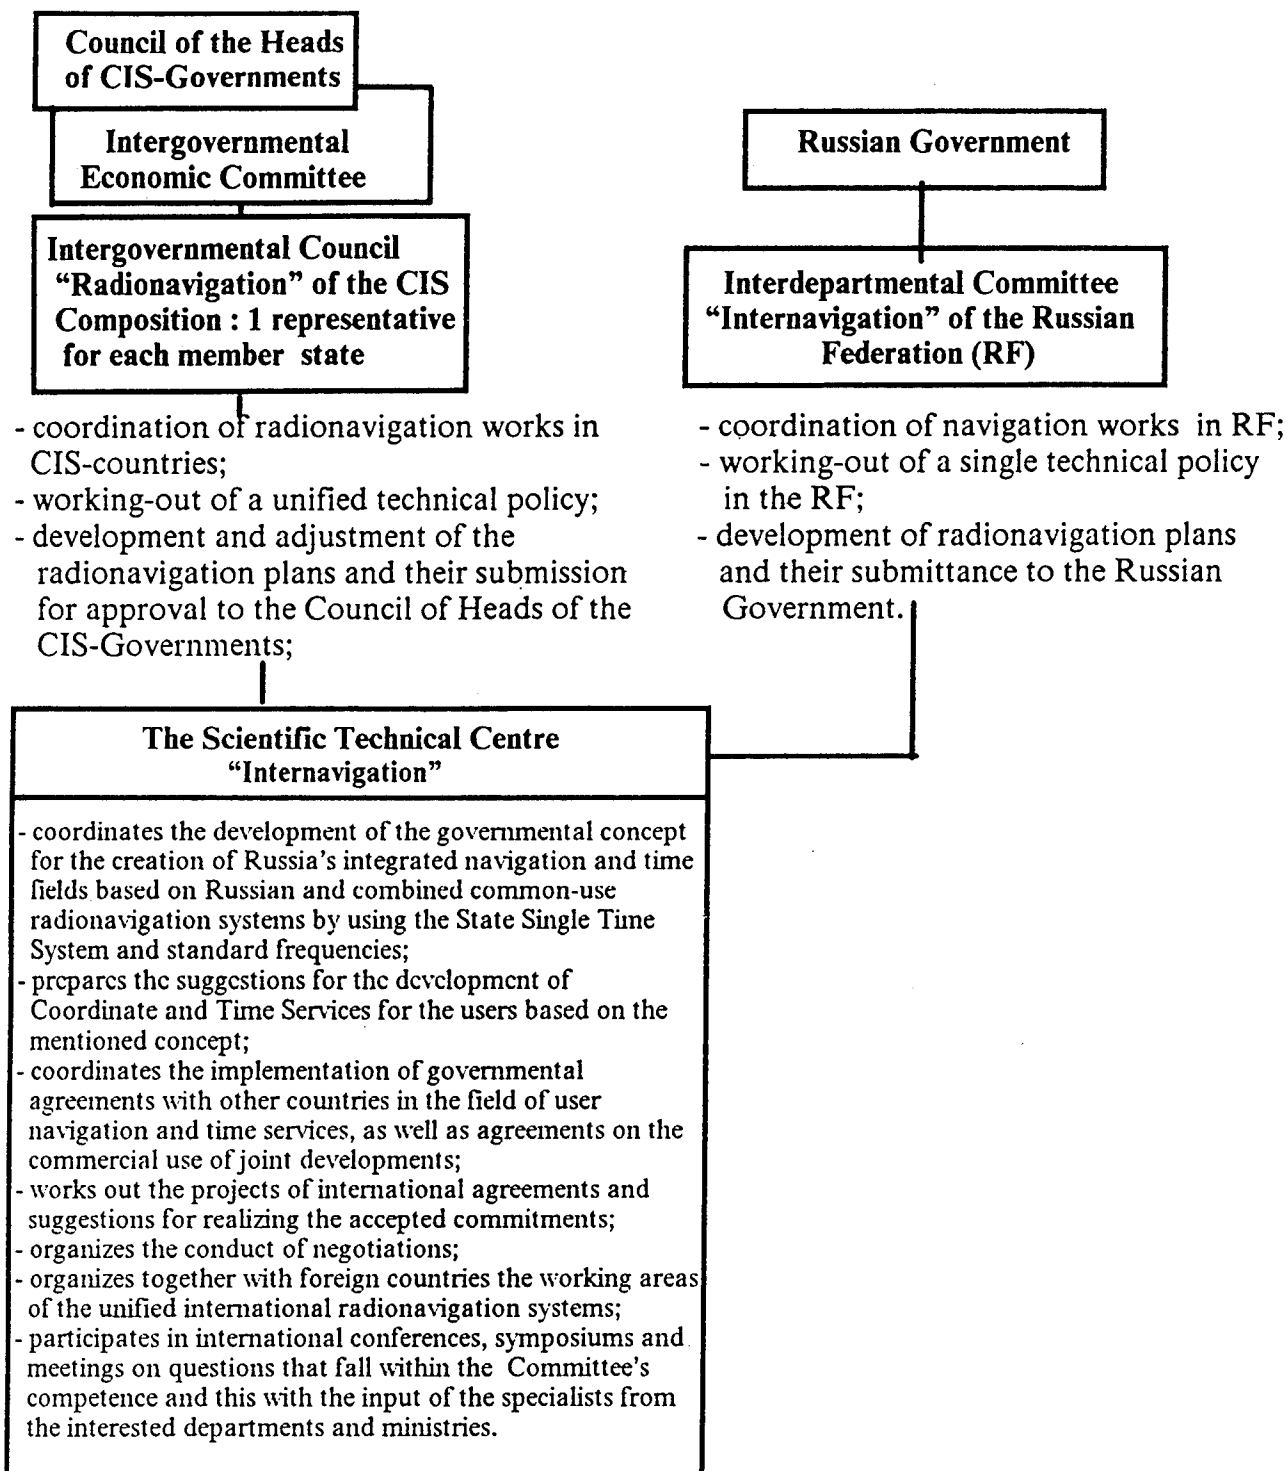 Council of the Heads
of CIS-Governments
Intergovernmental
Economic Committee
Intergovernmental Council
“Radionavigation” of the CIS
Composition : 1 representative
for each member state
- coordination of radionavigation works in
CIS-countries;
- working-out of a unified technical policy;
- development and adjustment of the
radionavigation plans and their submission
for approval to the Council of Heads of the
CIS-Governments;
Russian Government
Interdepartmental Committee
“Internavigation” of the Russian
Federation (RF)
- coordination of navigation works in RF;
- working-out of a single technical policy
in the RF;
- development of radionavigation plans
and their submittance to the Russian
Government.
The Scientific Technical Centre
“Internavigation”
- coordinates the development of the governmental concept
for the creation of Russia’s integrated navigation and time
fields based on Russian and combined common-use
radionavigation systems by using the State Single Time
System and standard frequencies;
- prepares the suggestions for the development of
Coordinate and Time Services for the users based on the
mentioned concept;
- coordinates the implementation of governmental
agreements with other countries in the field of user
navigation and time services, as well as agreements on the
commercial use of joint developments;
- works out the projects of international agreements and
suggestions for realizing the accepted commitments;
- organizes the conduct of negotiations;
- organizes together with foreign countries the working areas
of the unified international radionavigation systems;
- participates in international conferences, symposiums and
meetings on questions that fall within the Committee’s
competence and this with the input of the specialists from
the interested departments and ministries.